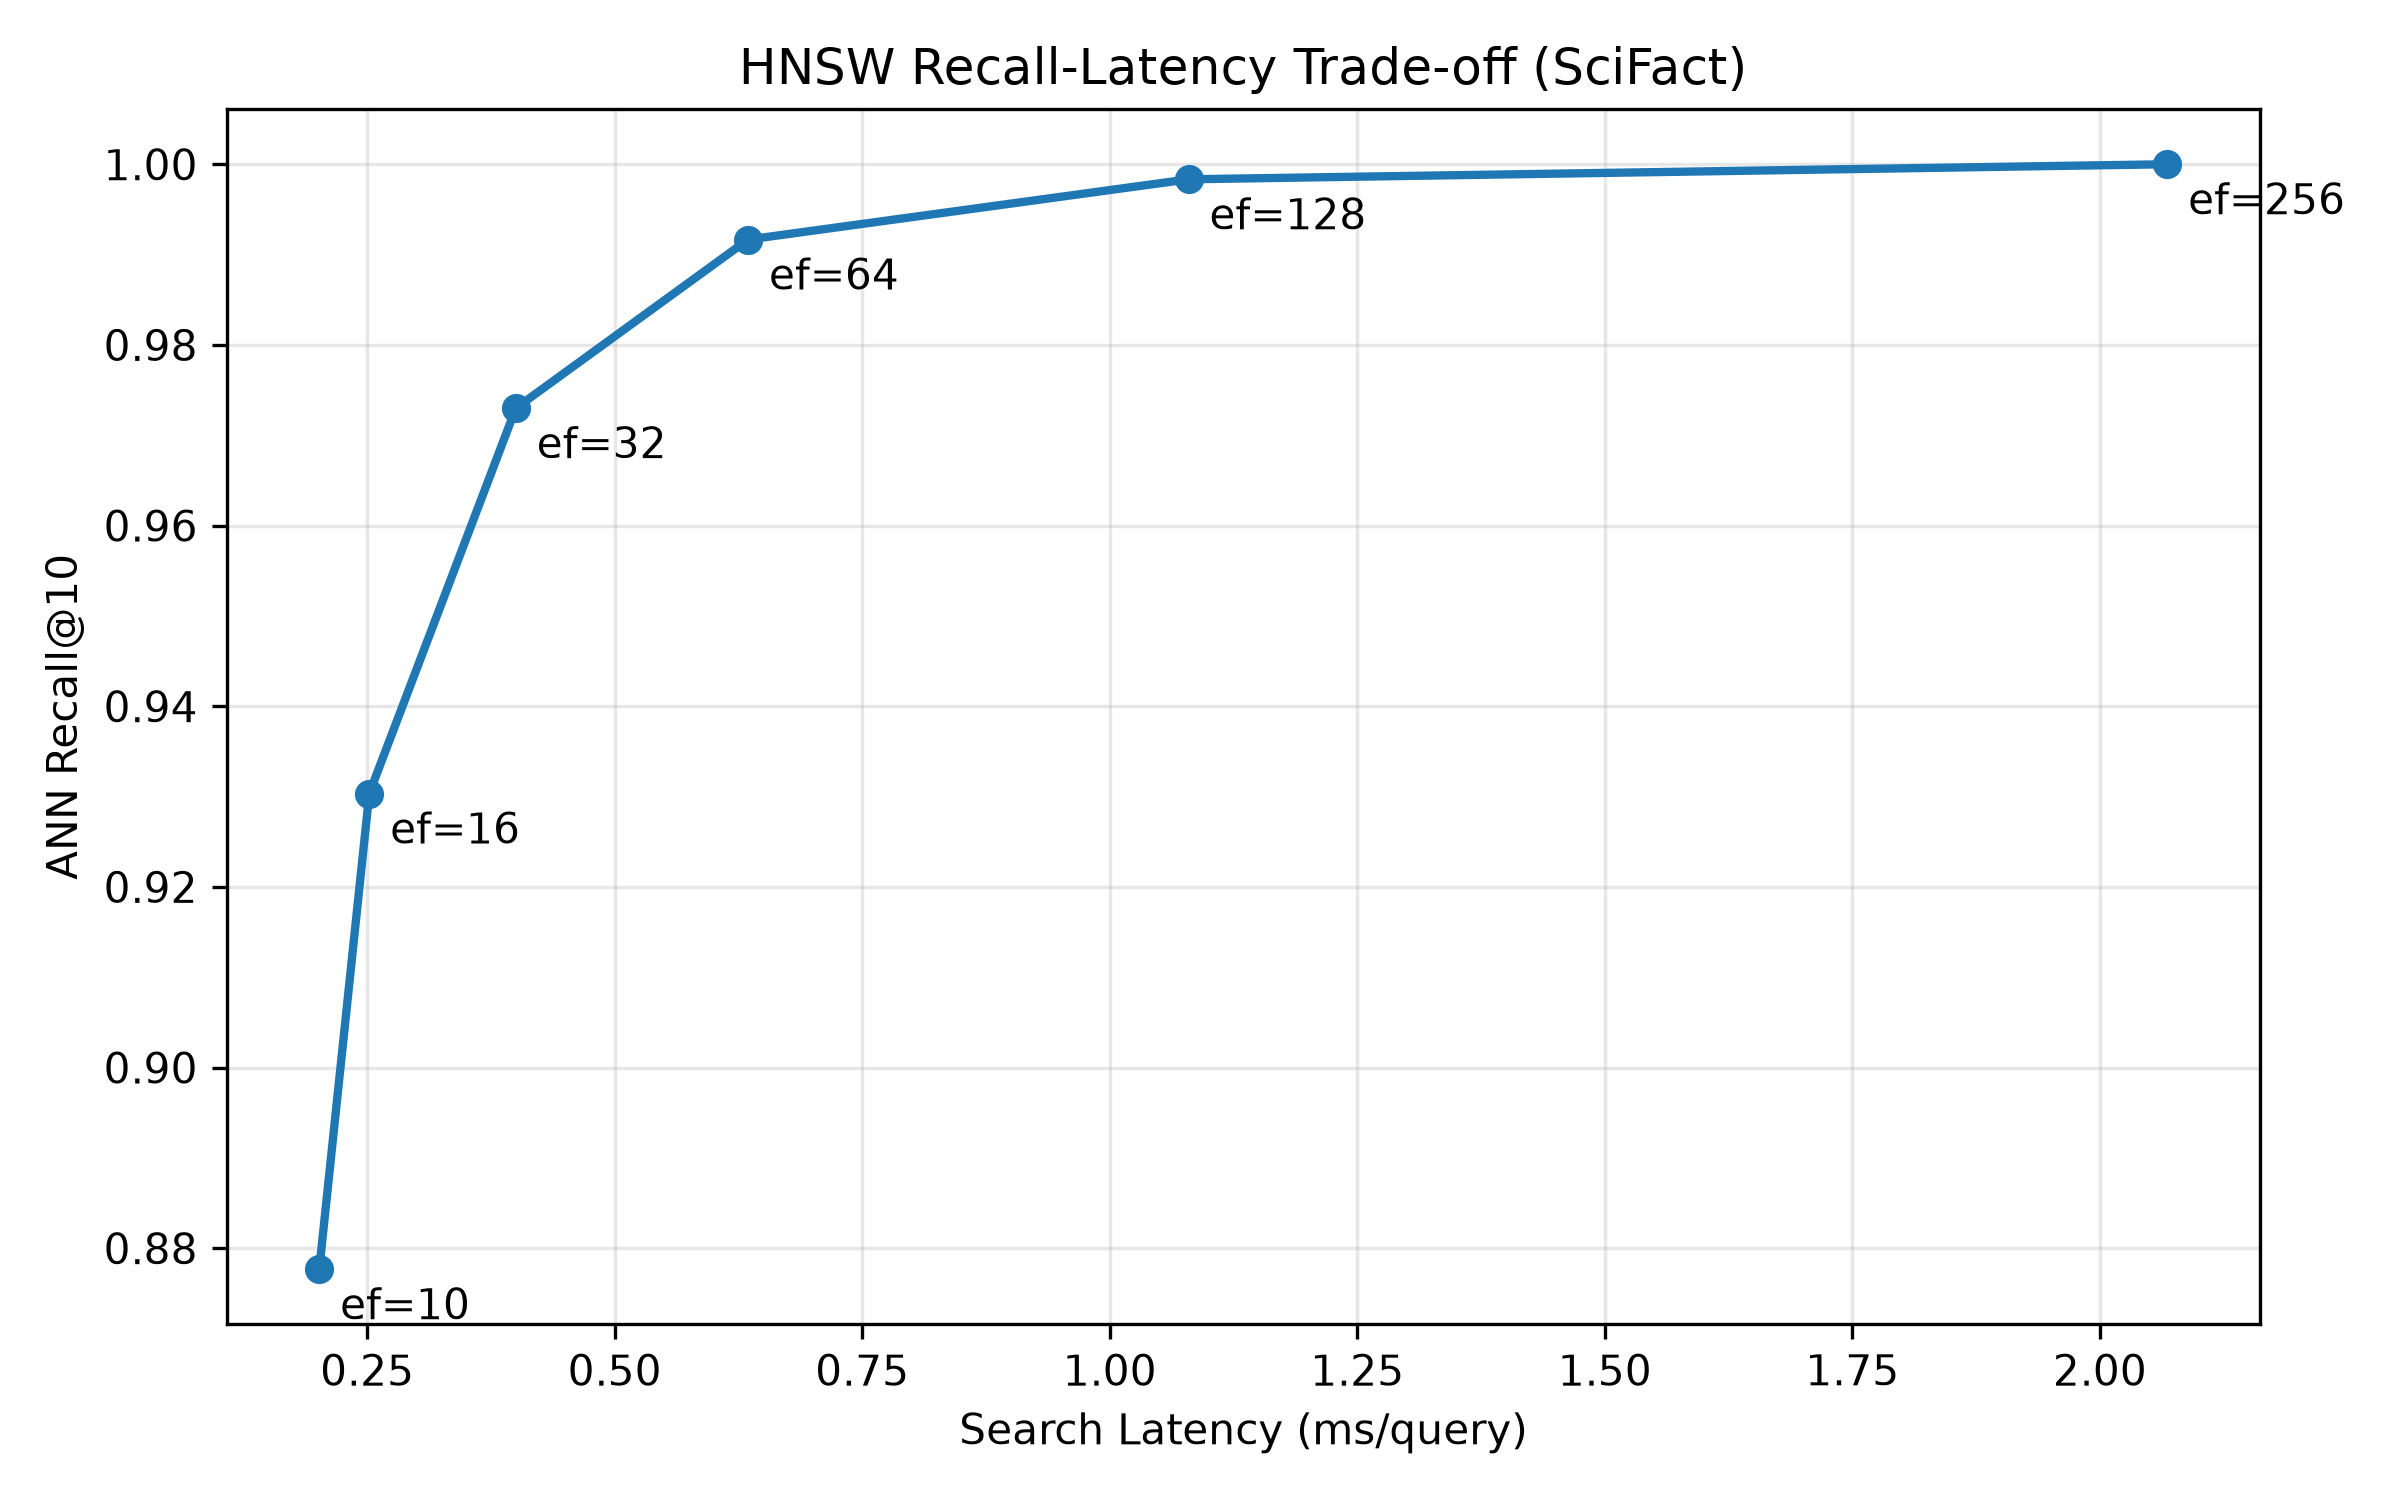 HNSW Recall-Latency Trade-off (SciFact)
1.00
0.98
0.96
0.94
0.92
0.90
0.88
ANN Recall@10
ef=256
ef=128
ef=64
ef=32
ef=16
ef=10
0.25 0.50 0.75 1.00 1.25 1.50 1.75 2.00
Search Latency (ms/query)